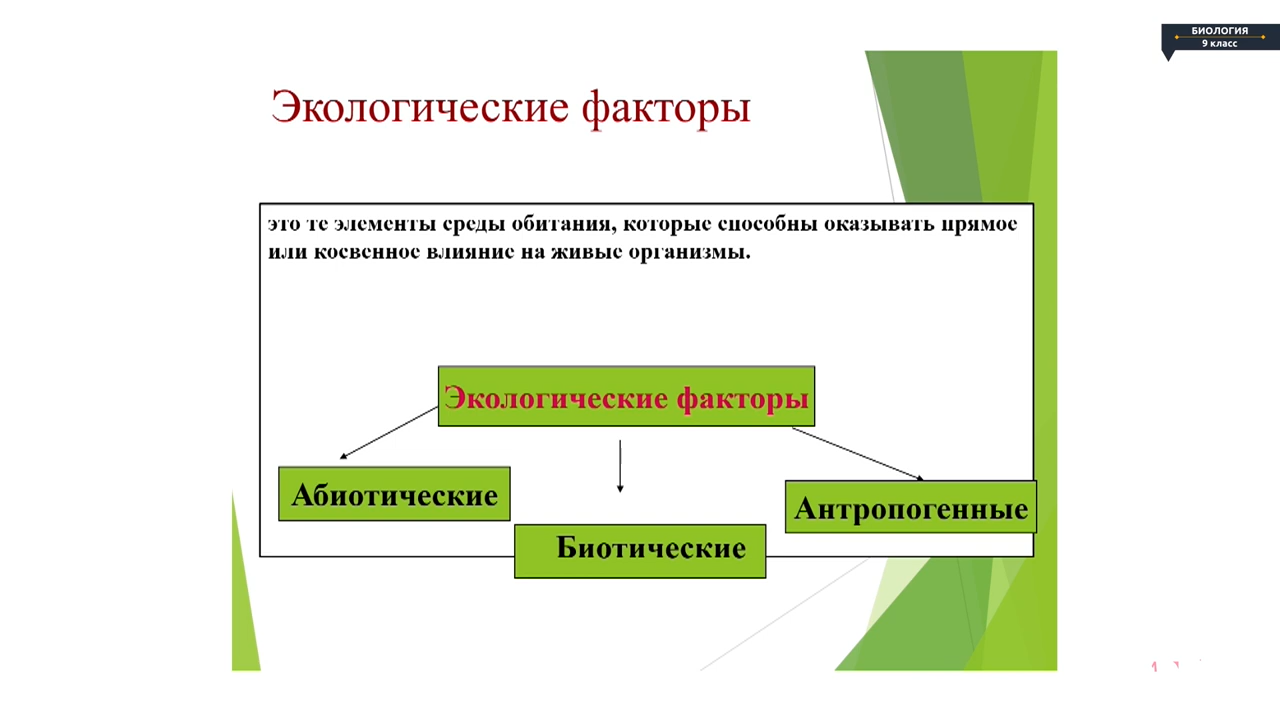 БИОЛОГИЯ
9 класс
Экологические факторы
это те элементы среды обитания, которые способны оказывать прямое
или косвенное влияние на живые организмы.
Экологические факторы
Абиотические
Антропогенные
Биотические